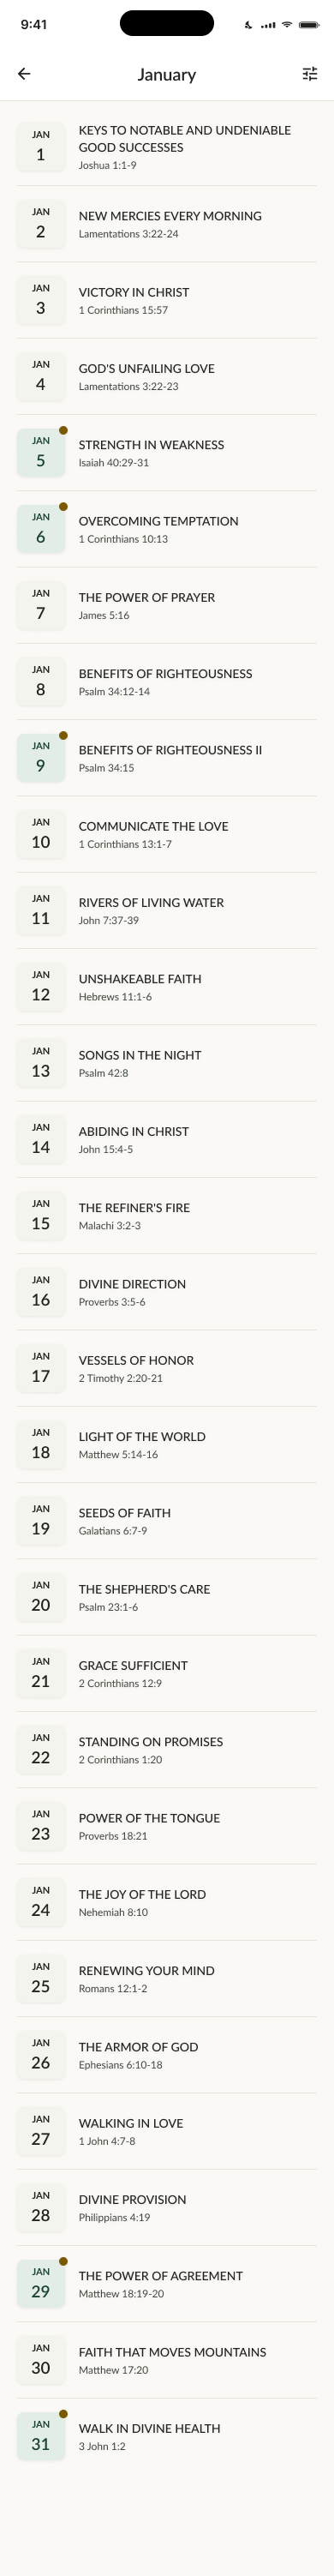 9:41
January
JAN
1
KEYS TO NOTABLE AND UNDENIABLE
GOOD SUCCESSES
Joshua 1:1-9
JAN
2
NEW MERCIES EVERY MORNING
Lamentations 3:22-24
JAN
3
VICTORY IN CHRIST
1 Corinthians 15:57
JAN
4
GOD'S UNFAILING LOVE
Lamentations 3:22-23
JAN
5
STRENGTH IN WEAKNESS
Isaiah 40:29-31
JAN
6
OVERCOMING TEMPTATION
1 Corinthians 10:13
JAN
7
THE POWER OF PRAYER
James 5:16
JAN
8
BENEFITS OF RIGHTEOUSNESS
Psalm 34:12-14
JAN
9
BENEFITS OF RIGHTEOUSNESS II
Psalm 34:15
JAN
10
COMMUNICATE THE LOVE
1 Corinthians 13:1-7
JAN
11
RIVERS OF LIVING WATER
John 7:37-39
JAN
12
UNSHAKEABLE FAITH
Hebrews 11:1-6
JAN
13
SONGS IN THE NIGHT
Psalm 42:8
JAN
14
ABIDING IN CHRIST
John 15:4-5
JAN
15
THE REFINER'S FIRE
Malachi 3:2-3
JAN
16
DIVINE DIRECTION
Proverbs 3:5-6
JAN
17
VESSELS OF HONOR
2 Timothy 2:20-21
JAN
18
LIGHT OF THE WORLD
Matthew 5:14-16
JAN
19
SEEDS OF FAITH
Galatians 6:7-9
JAN
20
THE SHEPHERD'S CARE
Psalm 23:1-6
JAN
21
GRACE SUFFICIENT
2 Corinthians 12:9
JAN
22
STANDING ON PROMISES
2 Corinthians 1:20
JAN
23
POWER OF THE TONGUE
Proverbs 18:21
JAN
24
THE JOY OF THE LORD
Nehemiah 8:10
JAN
25
RENEWING YOUR MIND
Romans 12:1-2
JAN
26
THE ARMOR OF GOD
Ephesians 6:10-18
JAN
27
WALKING IN LOVE
1 John 4:7-8
JAN
28
DIVINE PROVISION
Philippians 4:19
JAN
29
THE POWER OF AGREEMENT
Matthew 18:19-20
JAN
30
FAITH THAT MOVES MOUNTAINS
Matthew 17:20
JAN
31
WALK IN DIVINE HEALTH
3 John 1:2